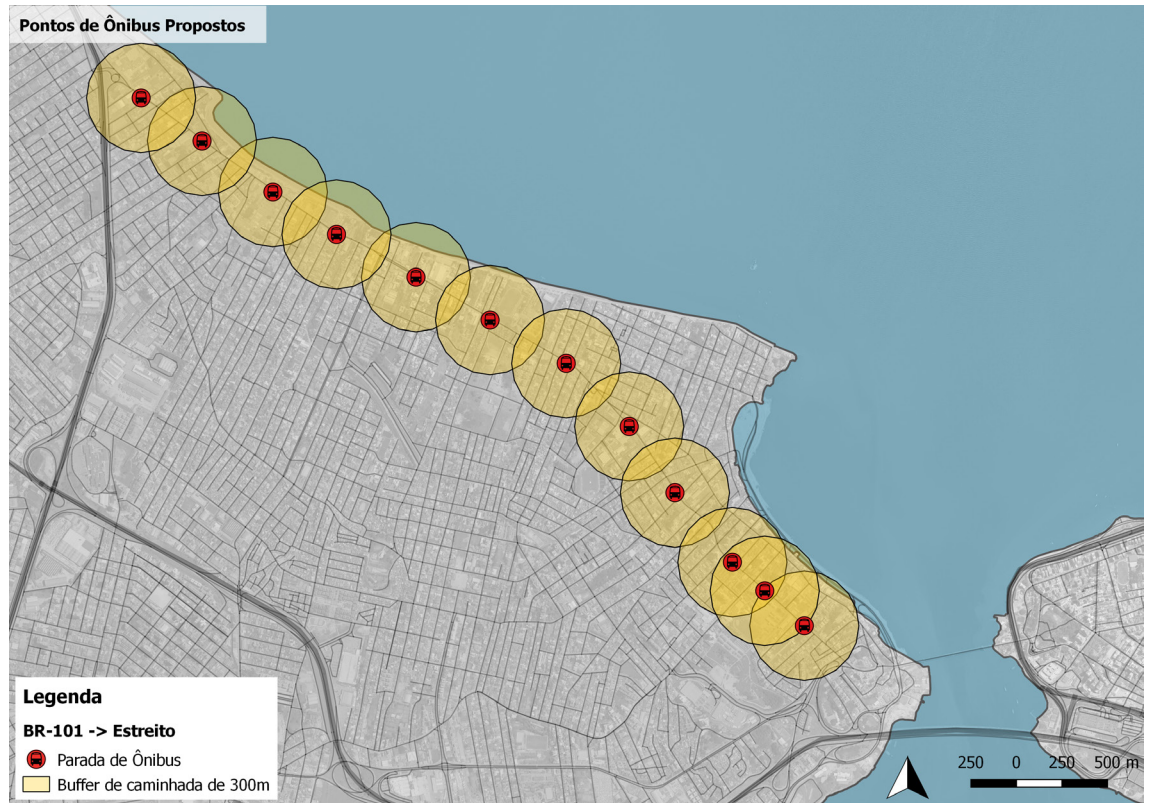 Pontos de Ônibus Propostos
Legenda
BR-101 -> Estreito
Parada de Ônibus
Buffer de caminhada de 300m
250 0 250 500 m